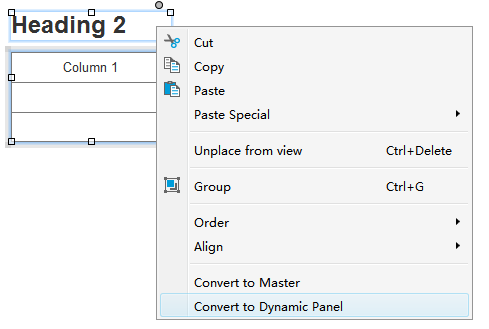 Heading 2
Column 1
Cut
Copy
Paste
Paste Special
Unplace from view Ctrl+Delete
Group Ctrl+G
Order
Align
Convert to Master
Convert to Dynamic Panel